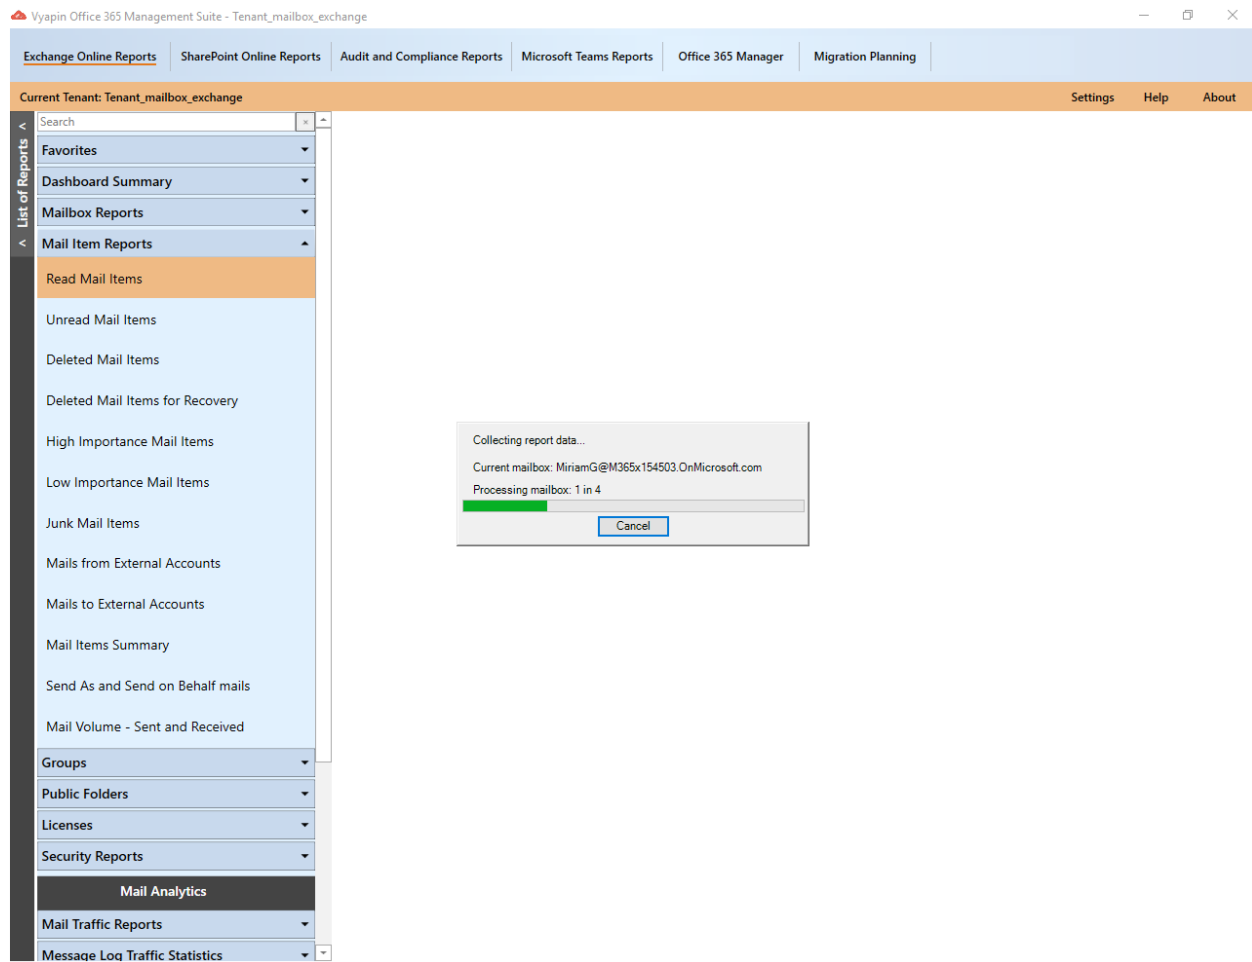 Vyapin Office 365 Management Suite - Tenant_mailbox_exchange
Exchange Online Reports SharePoint Online Reports Audit and Compliance Reports Microsoft Teams Reports Office 365 Manager Migration Planning
Current Tenant: Tenant_mailbox_exchange Settings Help About
< List of Reports <
Search
Favorites
Dashboard Summary
Mailbox Reports
Mail Item Reports
Read Mail Items
Unread Mail Items
Deleted Mail Items
Deleted Mail Items for Recovery
High Importance Mail Items
Low Importance Mail Items
Junk Mail Items
Mails from External Accounts
Mails to External Accounts
Mail Items Summary
Send As and Send on Behalf mails
Mail Volume - Sent and Received
Groups
Public Folders
Licenses
Security Reports
Mail Analytics
Mail Traffic Reports
Message Log Traffic Statistics
Collecting report data...
Current mailbox: MiriamG@M365x154503.OnMicrosoft.com
Processing mailbox: 1 in 4
Cancel